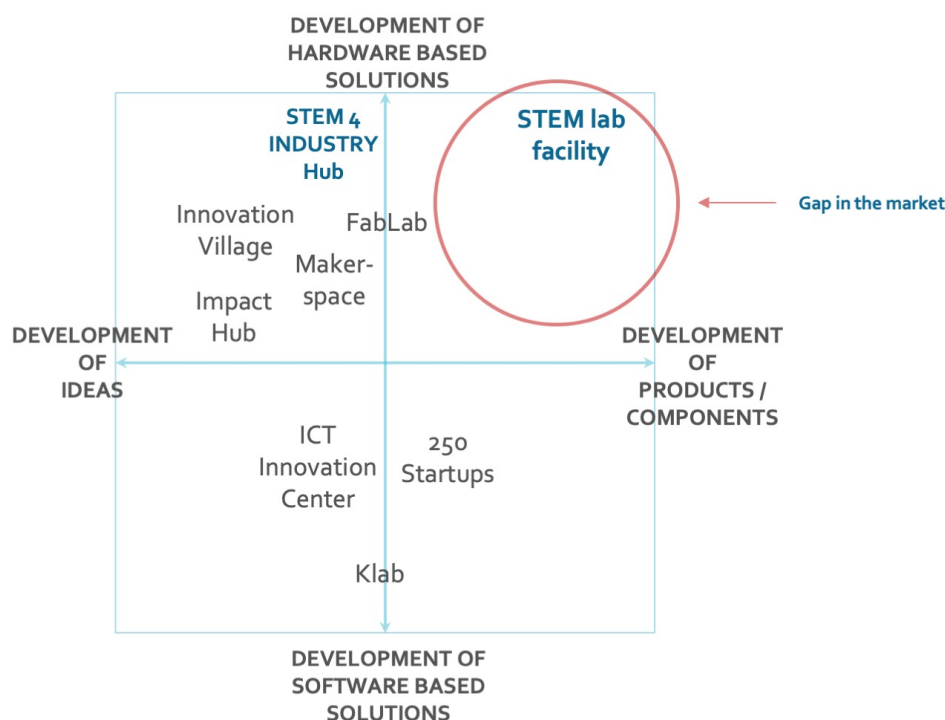 DEVELOPMENT OF
HARDWARE BASED
SOLUTIONS
STEM 4
INDUSTRY
Hub
STEM lab
facility
Innovation
Village
FabLab
Gap in the market
Maker-
space
Impact
Hub
DEVELOPMENT
OF
IDEAS
DEVELOPMENT
OF
PRODUCTS /
COMPONENTS
ICT
Innovation
Center
250
Startups
Klab
DEVELOPMENT OF
SOFTWARE BASED
SOLUTIONS